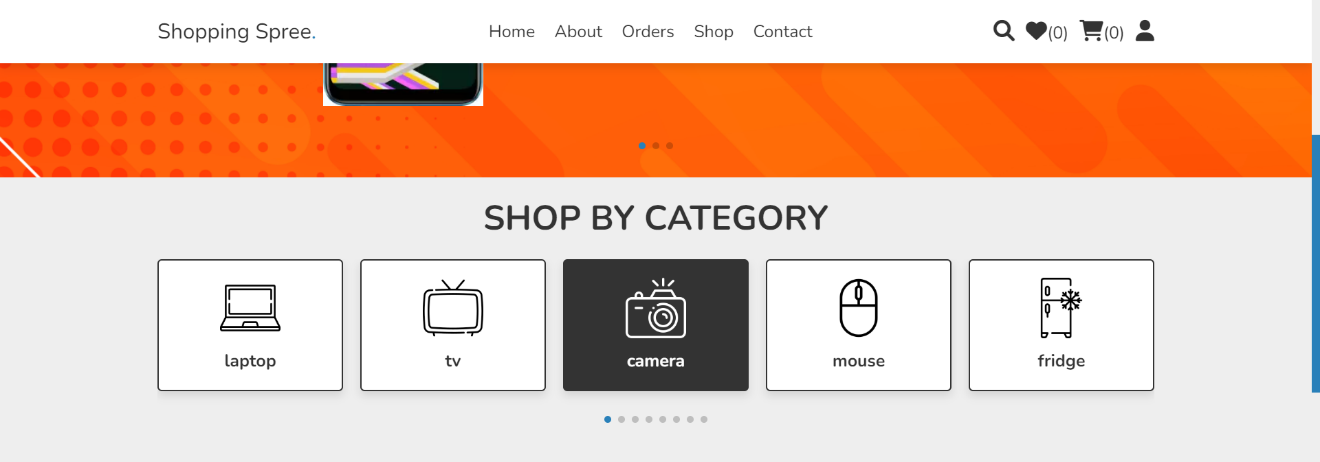 Shopping Spree. Home About Orders Shop Contact (0) (0)
SHOP BY CATEGORY
laptop tv camera mouse fridge